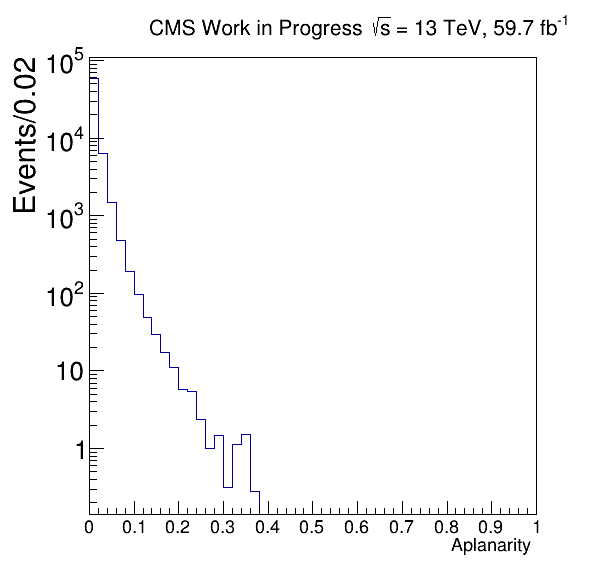 CMS Work in Progress √s = 13 TeV, 59.7 fb⁻¹
Events/0.02
10⁵
10⁴
10³
10²
10
1
0 0.1 0.2 0.3 0.4 0.5 0.6 0.7 0.8 0.9 1
Aplanarity